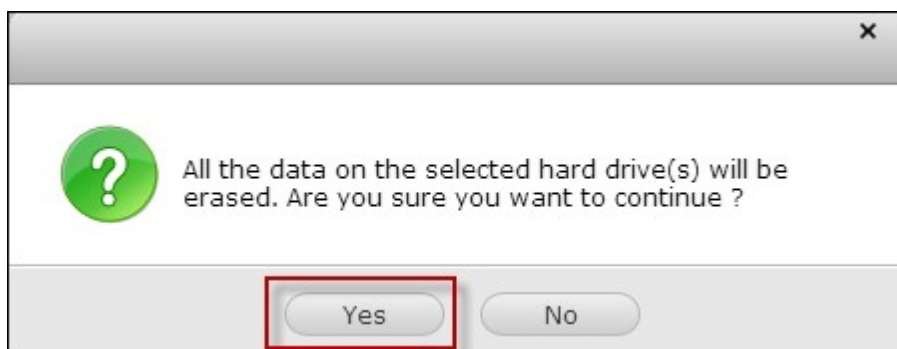 All the data on the selected hard drive(s) will be
erased. Are you sure you want to continue ?
Yes No